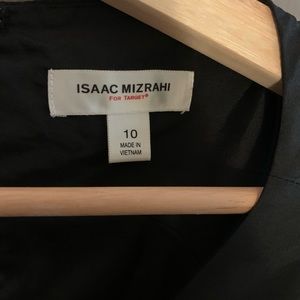 ISAAC MIZRAHI
FOR TARGET®
10
MADE IN
VIETNAM